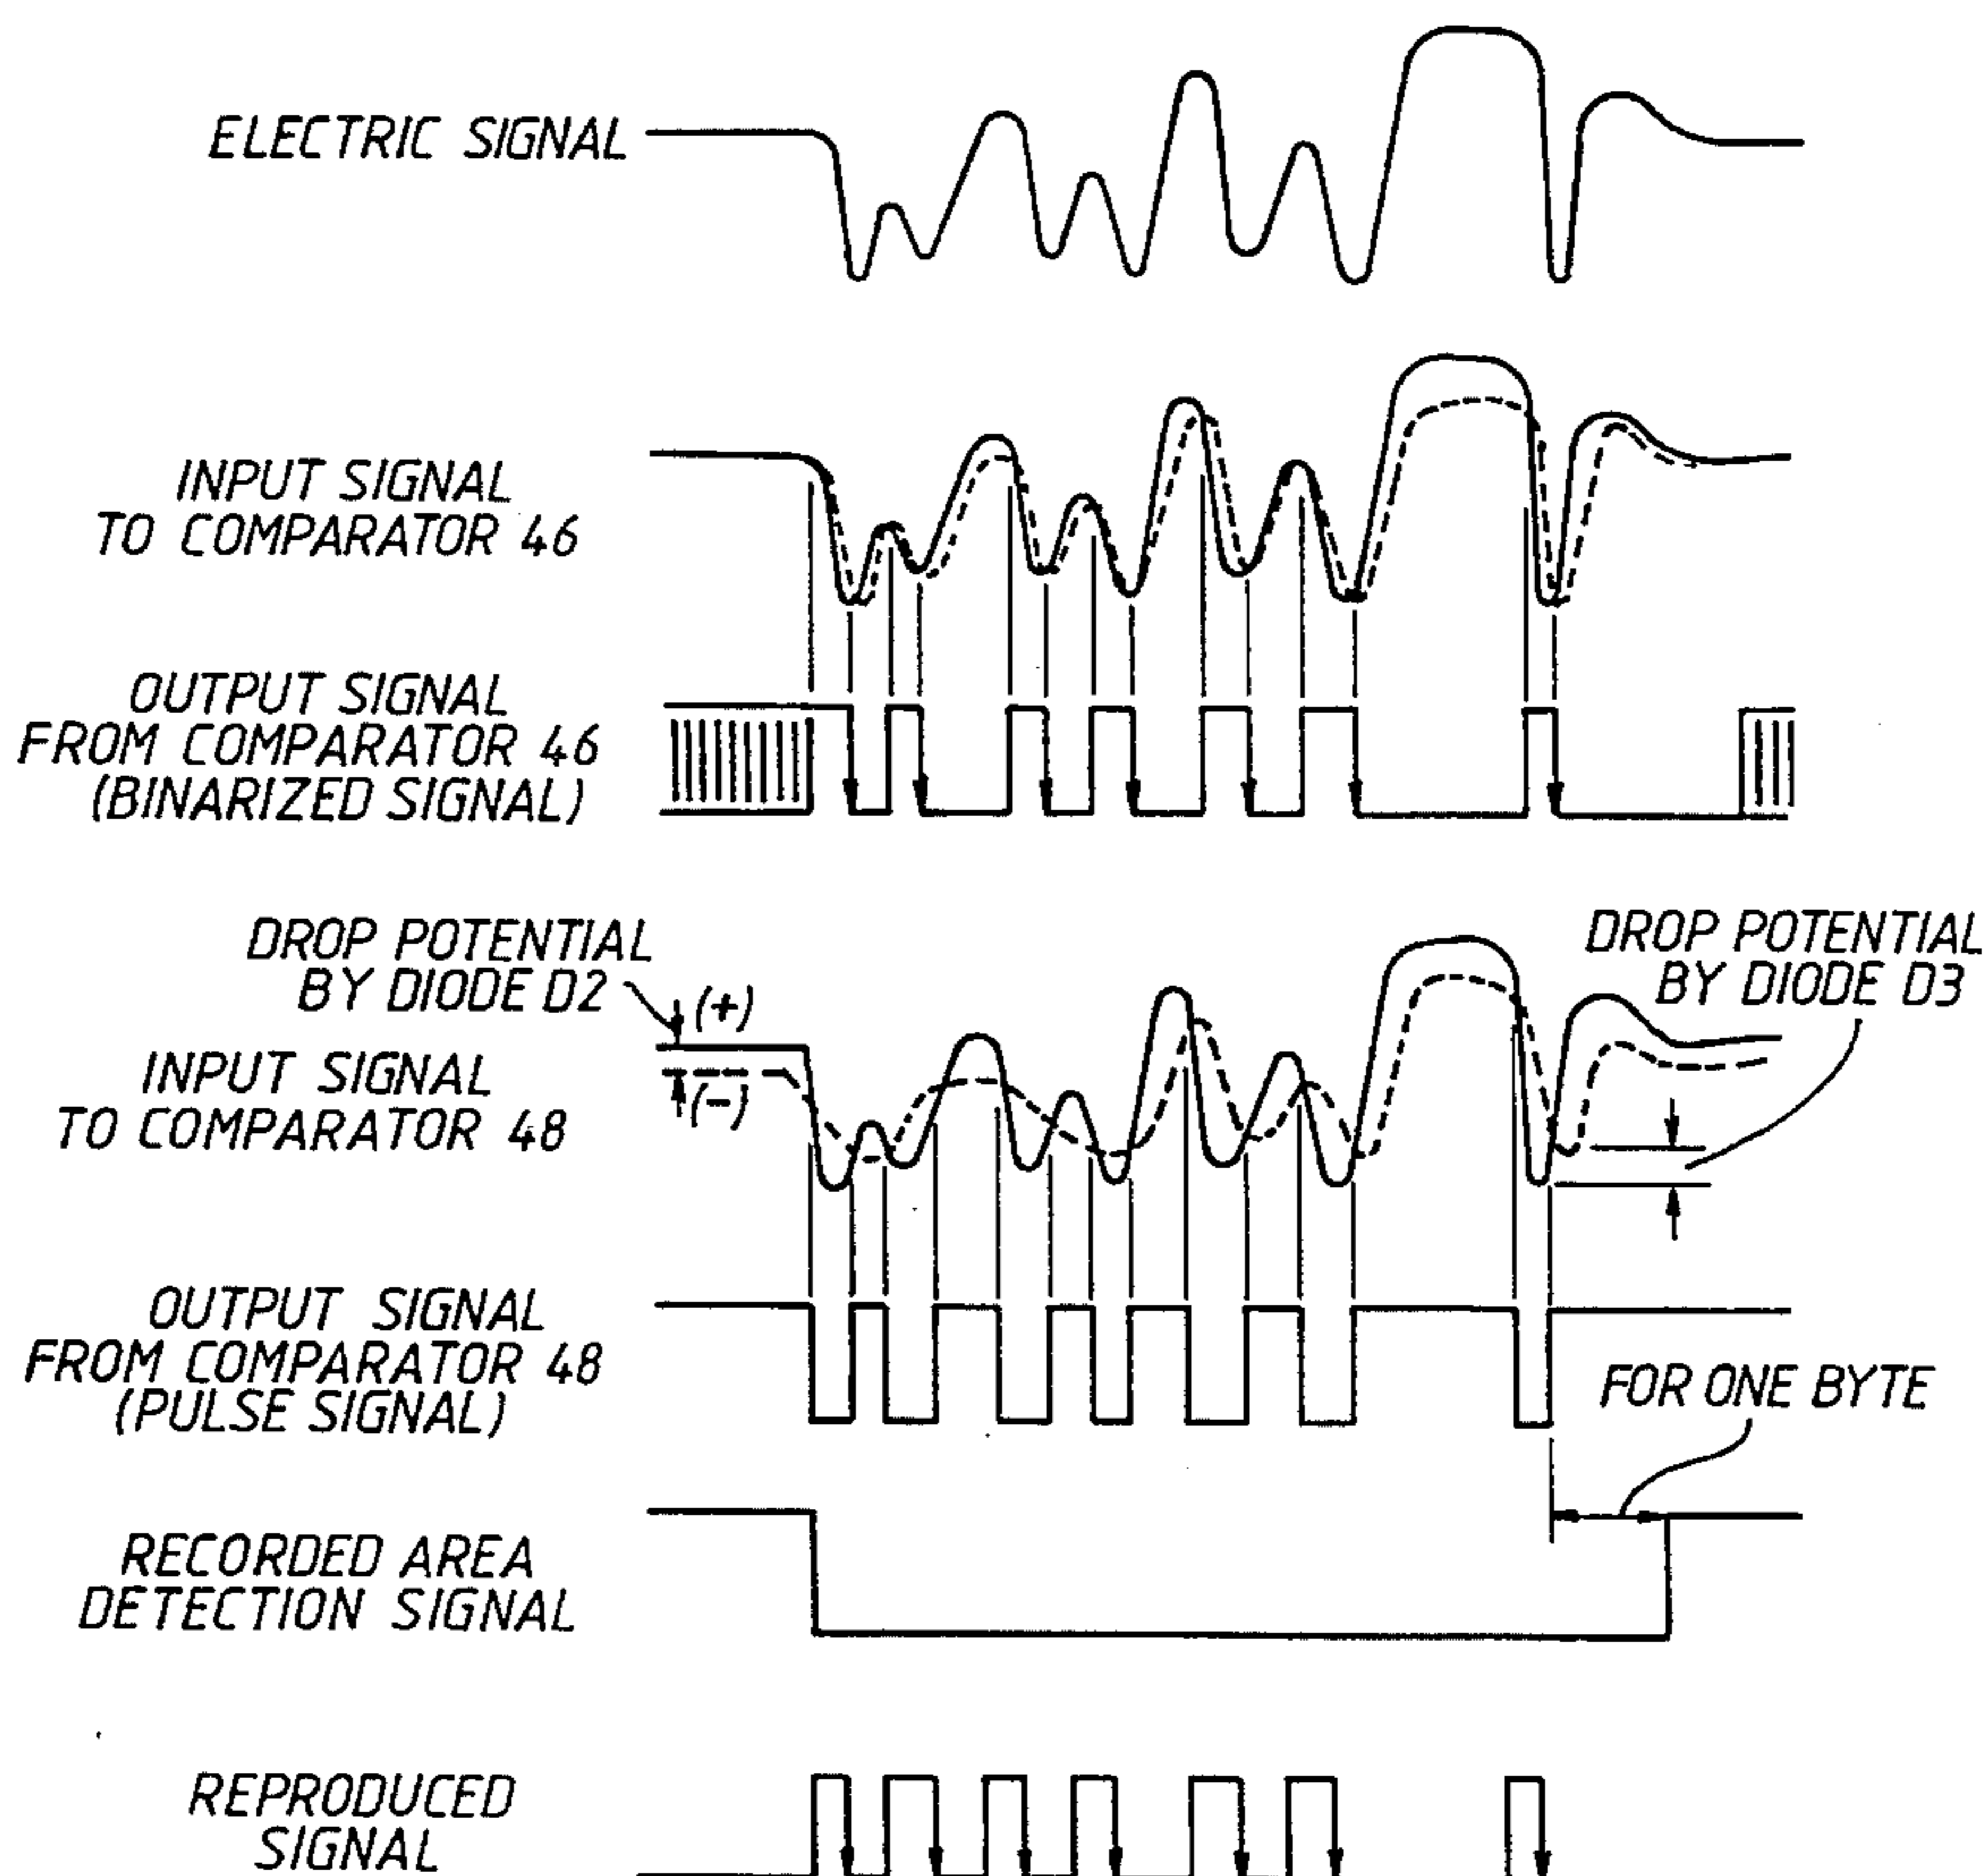 ELECTRIC SIGNAL
INPUT SIGNAL
TO COMPARATOR 46
OUTPUT SIGNAL
FROM COMPARATOR 46
(BINARIZED SIGNAL)
DROP POTENTIAL
BY DIODE D2
(+)
(-)
DROP POTENTIAL
BY DIODE D3
INPUT SIGNAL
TO COMPARATOR 48
OUTPUT SIGNAL
FROM COMPARATOR 48
(PULSE SIGNAL)
FOR ONE BYTE
RECORDED AREA
DETECTION SIGNAL
REPRODUCED
SIGNAL